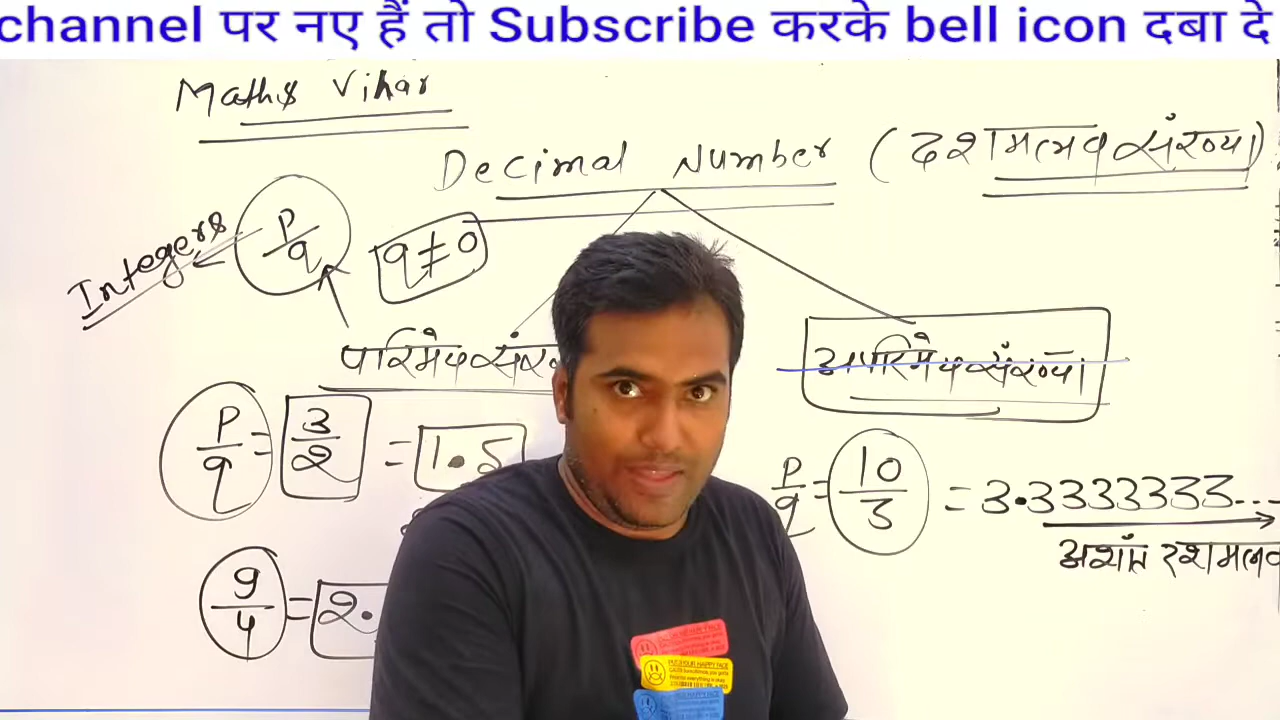 channel पर नए हैं तो Subscribe करके bell icon दबा दे
Maths Vihar
Decimal Number (दशमलव संख्या)
Integers
p/q
q≠0
परिमेय संख्
अपरिमेय संख्या
p/q = 3/2 = 1.5
p/q = 10/3 = 3.3333333...
अशांत दशमलव
9/4 = 2.